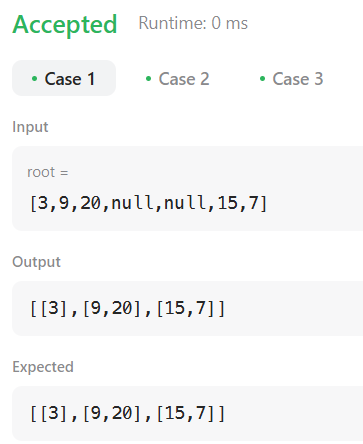 Accepted Runtime: 0 ms
• Case 1 • Case 2 • Case 3
Input
root =
[3,9,20,null,null,15,7]
Output
[[3],[9,20],[15,7]]
Expected
[[3],[9,20],[15,7]]